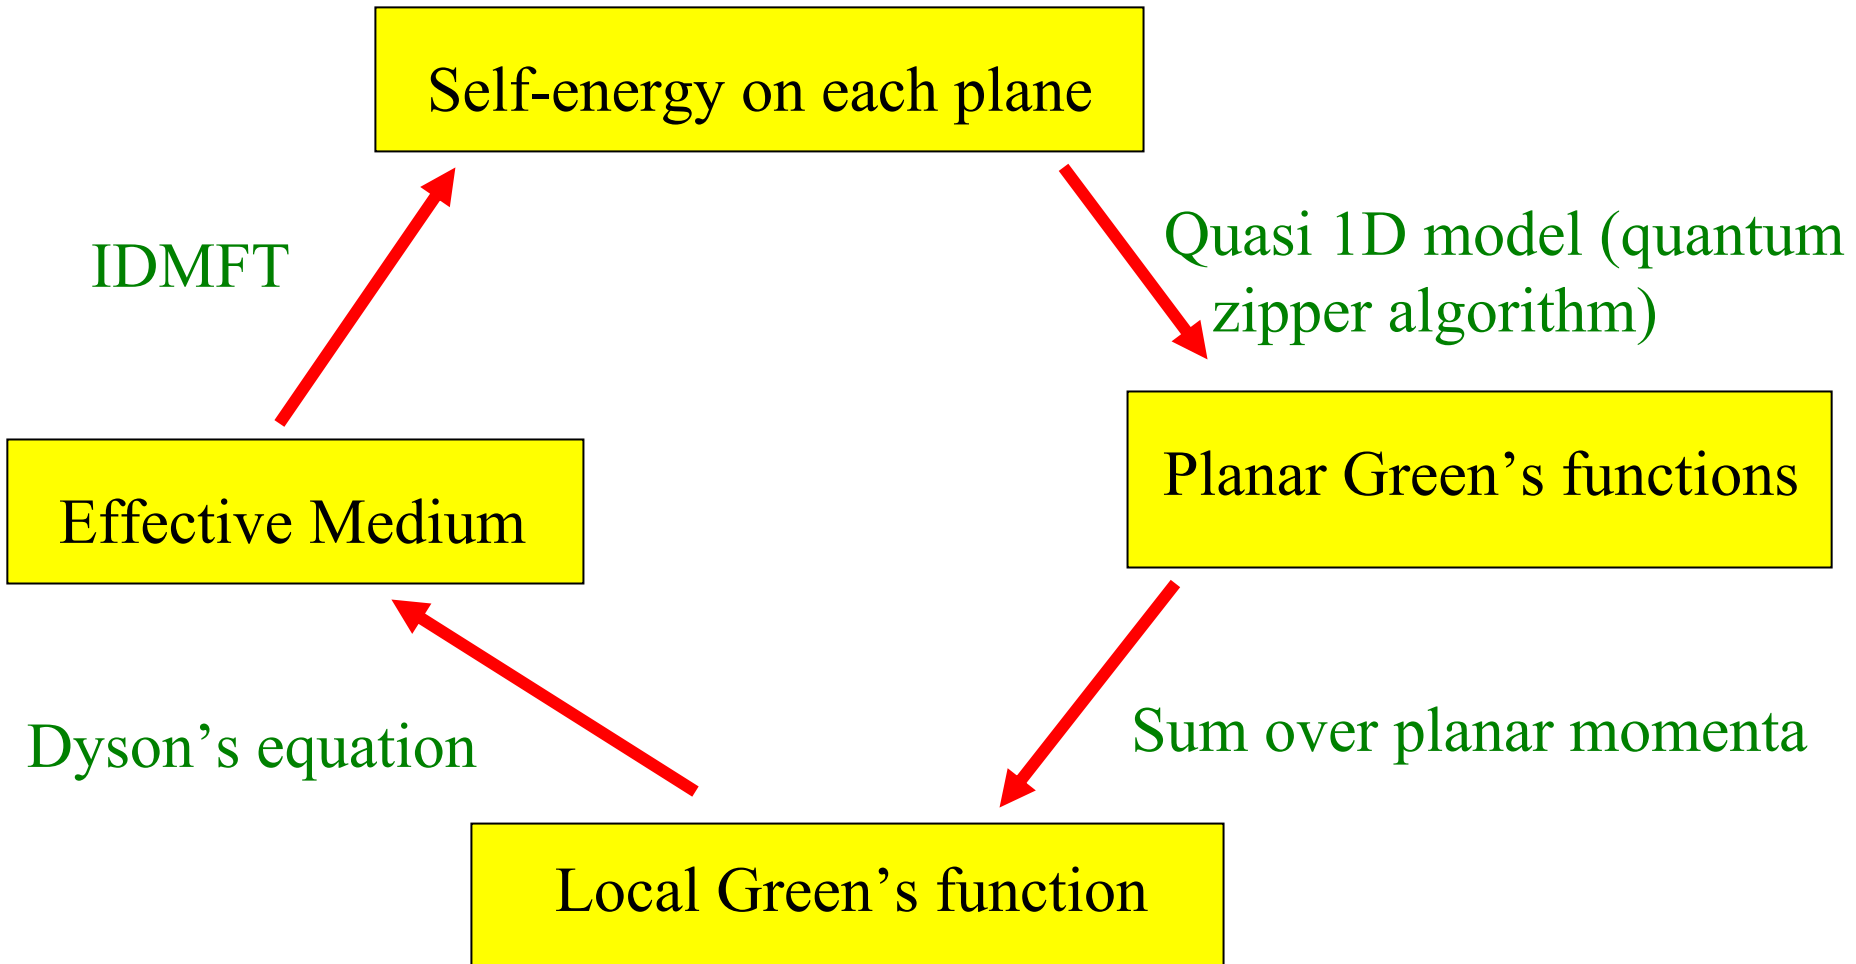 Self-energy on each plane
IDMFT
Quasi 1D model (quantum
zipper algorithm)
Planar Green’s functions
Effective Medium
Dyson’s equation
Sum over planar momenta
Local Green’s function